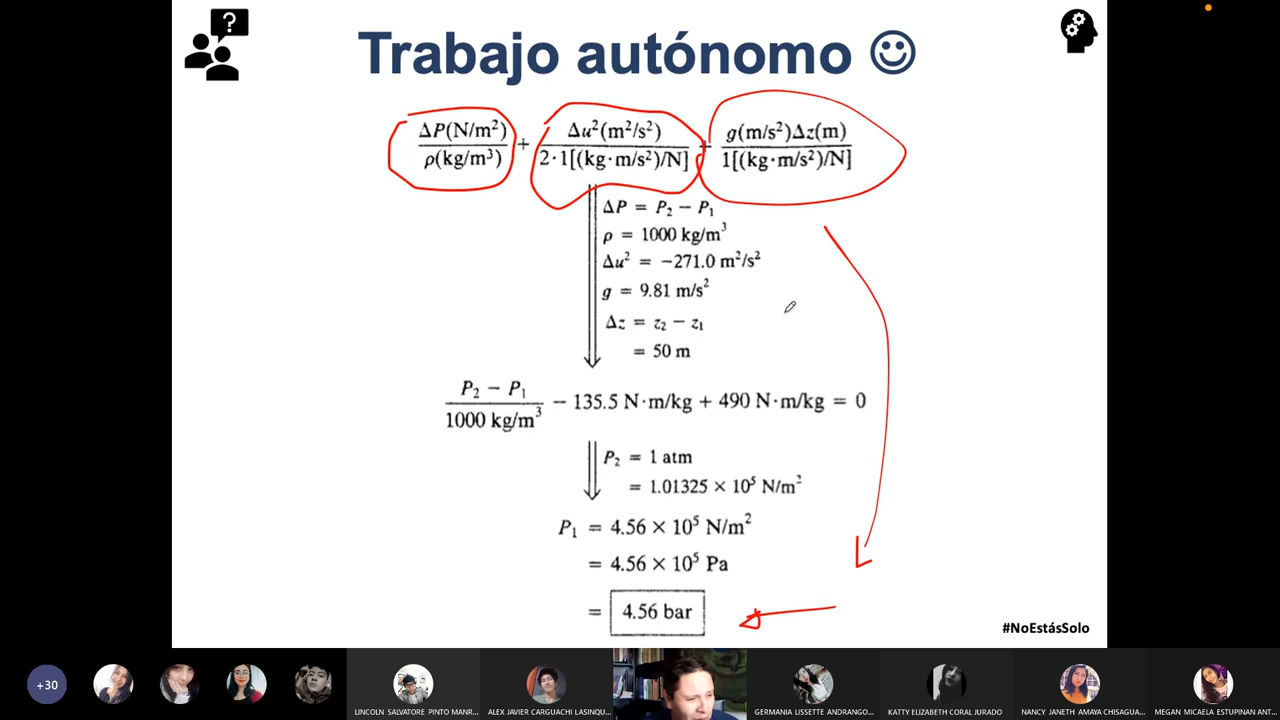 ?
Trabajo autónomo ☺
ΔP(N/m²)/ρ(kg/m³) + Δu²(m²/s²)/2·1[(kg·m/s²)/N] + g(m/s²)Δz(m)/1[(kg·m/s²)/N]
ΔP = P₂ − P₁
ρ = 1000 kg/m³
Δu² = −271.0 m²/s²
g = 9.81 m/s²
Δz = z₂ − z₁
= 50 m
P₂ − P₁/1000 kg/m³ − 135.5 N·m/kg + 490 N·m/kg = 0
P₂ = 1 atm
= 1.01325 × 10⁵ N/m²
P₁ = 4.56 × 10⁵ N/m²
= 4.56 × 10⁵ Pa
= 4.56 bar
#NoEstásSolo
+30
LINCOLN SALVATORE PINTO MANR...
ALEX JAVIER CARGUACHI LASINQU...
GERMANIA LISSETTE ANDRANGO...
KATTY ELIZABETH CORAL JURADO
NANCY JANETH AMAYA CHISAGUA...
MEGAN MICAELA ESTUPINAN ANT...